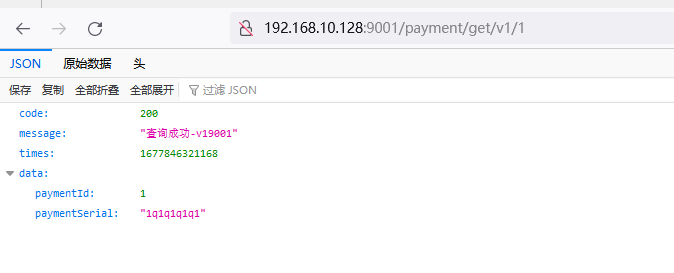 192.168.10.128:9001/payment/get/v1/1
JSON 原始数据 头
保存 复制 全部折叠 全部展开 过滤 JSON
code: 200
message: "查询成功-v19001"
times: 1677846321168
data:
paymentId: 1
paymentSerial: "1q1q1q1q1"